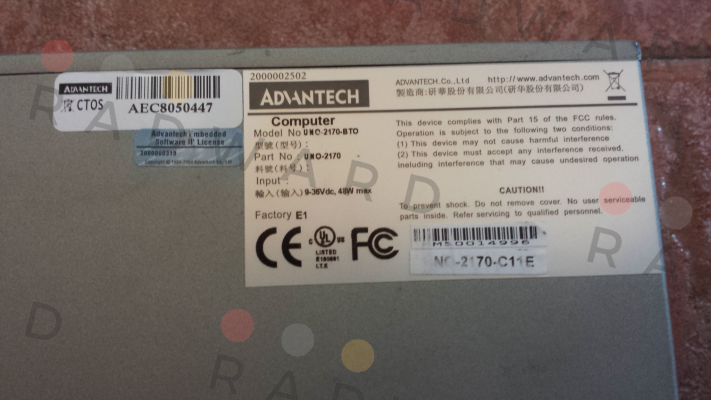 ADVANTECH
CTOS
AEC8050447
Advantech Embedded
Software IP License
2000002502
ADVANTECH
ADVANTECH.Co.,Ltd http://www.advantech.com
製造商:研華股份有限公司(研华股份有限公司)
Computer
Model No UNO-2170-BTO
型號(型号):
Part No : UNO-2170
料號(料号):
Input :
輸入(输入) 9-36Vdc, 48W max
Factory E1
This device complies with Part 15 of the FCC rules.
Operation is subject to the following two conditions:
(1) This device may not cause harmful interference
(2) This device must accept any interference received.
including interference that may cause undesired operation
CAUTION!!
To prevent shock. Do not remove cover. No user serviceable
parts inside. Refer servicing to qualified personnel.
CE
c UL us
LISTED
I.T.E
FC
MS0014996
NO-2170-C11E
RADWARD
RADWARD